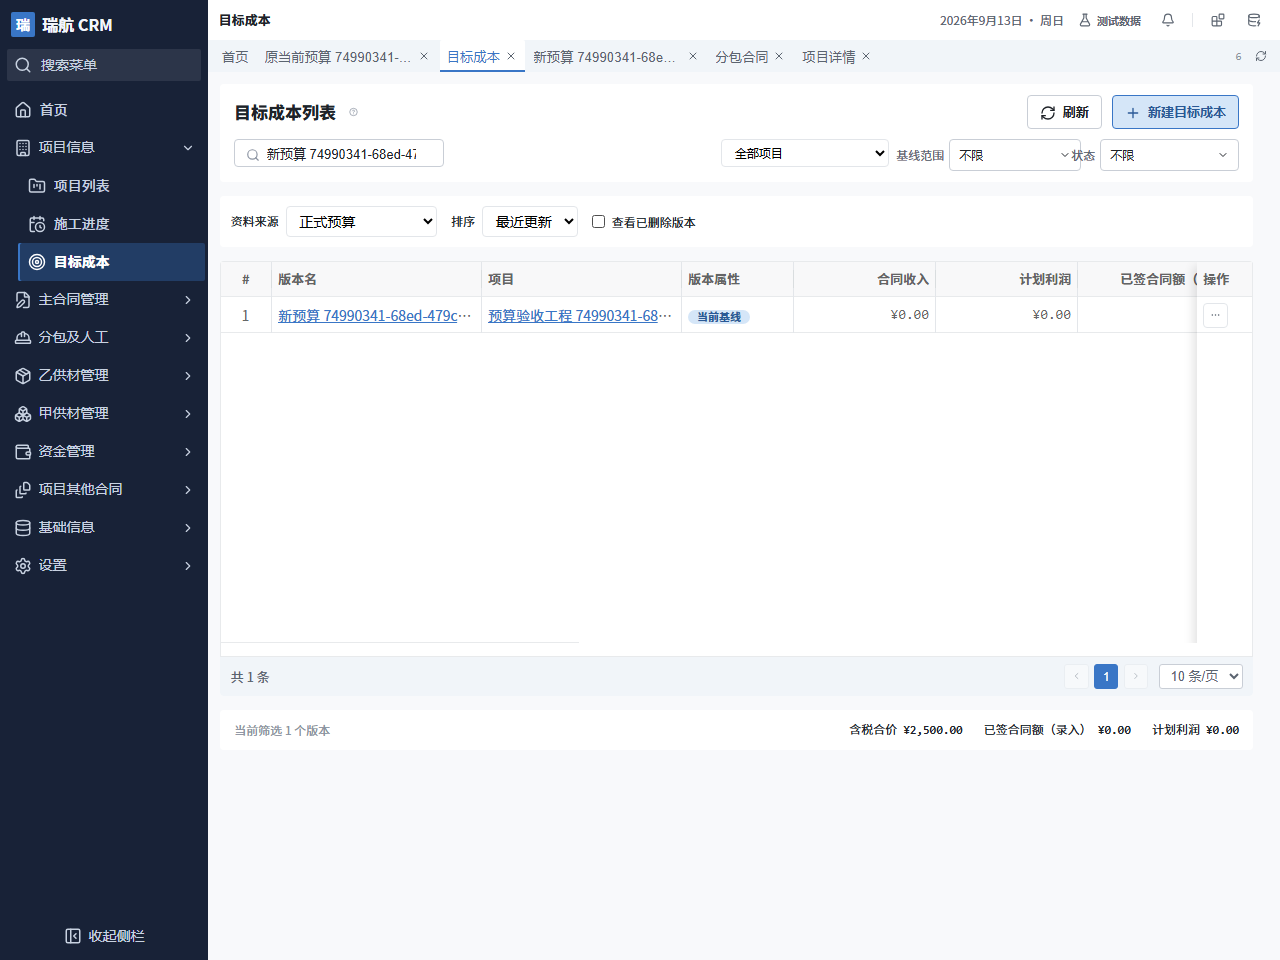 瑞 瑞航 CRM
搜索菜单
首页
项目信息
项目列表
施工进度
目标成本
主合同管理
分包及人工
乙供材管理
甲供材管理
资金管理
项目其他合同
基础信息
设置
收起侧栏
目标成本
2026年9月13日 · 周日 测试数据
首页 原当前预算 74990341-... 目标成本 新预算 74990341-68e... 分包合同 项目详情 6
目标成本列表 刷新 新建目标成本
新预算 74990341-68ed-47 全部项目 基线范围 不限 状态 不限
资料来源 正式预算 排序 最近更新 查看已删除版本
# 版本名 项目 版本属性 合同收入 计划利润 已签合同额（ 操作
1 新预算 74990341-68ed-479c... 预算验收工程 74990341-68... 当前基线 ¥0.00 ¥0.00 ...
共 1 条 1 10 条/页
当前筛选 1 个版本 含税合价 ¥2,500.00 已签合同额（录入） ¥0.00 计划利润 ¥0.00